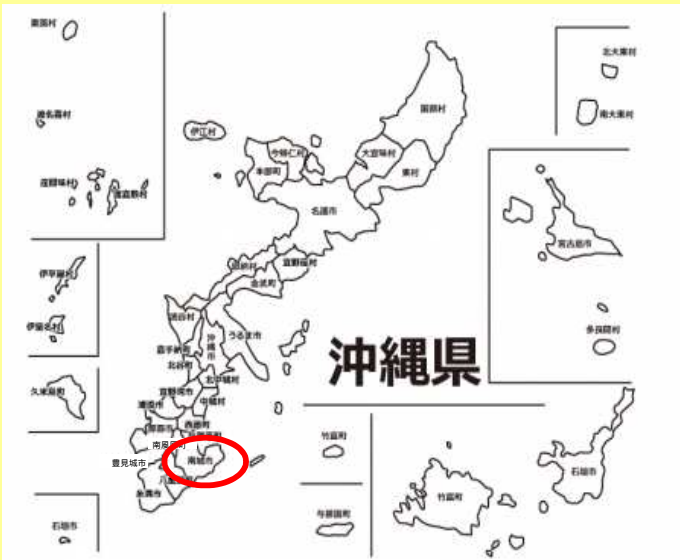 粟国村
渡名喜村
座間味村
渡嘉敷村
伊平屋村
伊是名村
久米島町
石垣市
伊江村
今帰仁村
本部町
大宜味村
国頭村
東村
名護市
恩納村
宜野座村
金武町
読谷村
うるま市
沖縄市
嘉手納町
北谷町
北中城村
宜野湾市
中城村
浦添市
西原町
那覇市
南風原町
豊見城市
南城市
糸満市
沖縄県
北大東村
南大東村
宮古島市
多良間村
竹富町
与那国町
竹富町
石垣市